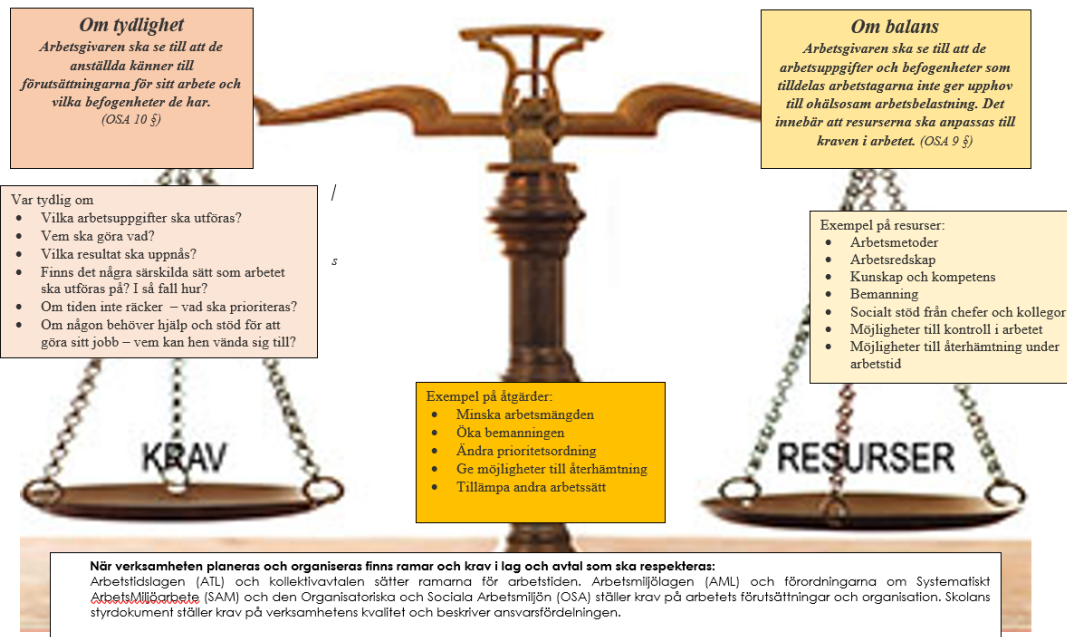 Om tydlighet
Arbetsgivaren ska se till att de
anställda känner till
förutsättningarna för sitt arbete och
vilka befogenheter de har.
(OSA 10 §)
Om balans
Arbetsgivaren ska se till att de
arbetsuppgifter och befogenheter som
tilldelas arbetstagarna inte ger upphov
till ohälsosam arbetsbelastning. Det
innebär att resurserna ska anpassas till
kraven i arbetet. (OSA 9 §)
/
s
Var tydlig om
• Vilka arbetsuppgifter ska utföras?
• Vem ska göra vad?
• Vilka resultat ska uppnås?
• Finns det några särskilda sätt som arbetet
ska utföras på? I så fall hur?
• Om tiden inte räcker – vad ska prioriteras?
• Om någon behöver hjälp och stöd för att
göra sitt jobb – vem kan hen vända sig till?
Exempel på resurser:
• Arbetsmetoder
• Arbetsredskap
• Kunskap och kompetens
• Bemanning
• Socialt stöd från chefer och kollegor
• Möjligheter till kontroll i arbetet
• Möjligheter till återhämtning under
arbetstid
Exempel på åtgärder:
• Minska arbetsmängden
• Öka bemanningen
• Ändra prioritetsordning
• Ge möjligheter till återhämtning
• Tillämpa andra arbetssätt
KRAV
RESURSER
När verksamheten planeras och organiseras finns ramar och krav i lag och avtal som ska respekteras:
Arbetstidslagen (ATL) och kollektivavtalen sätter ramarna för arbetstiden. Arbetsmiljölagen (AML) och förordningarna om Systematiskt
ArbetsMiljöarbete (SAM) och den Organisatoriska och Sociala Arbetsmiljön (OSA) ställer krav på arbetets förutsättningar och organisation. Skolans
styrdokument ställer krav på verksamhetens kvalitet och beskriver ansvarsfördelningen.